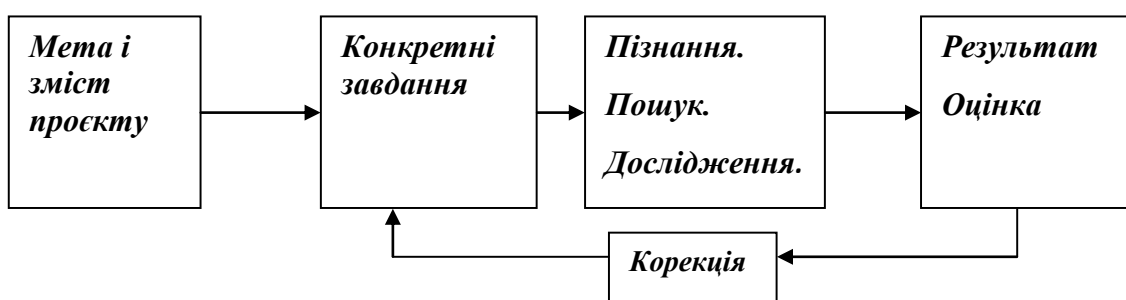 Мета і
зміст
проєкту
Конкретні
завдання
Пізнання.
Пошук.
Дослідження.
Результат
Оцінка
Корекція